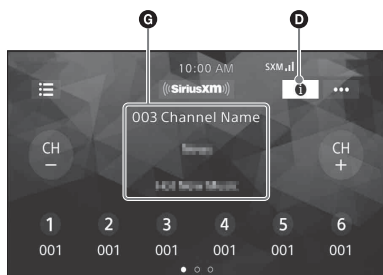 G D
10:00 AM SXM
((SiriusXM)) i
003 Channel Name
CH CH
− +
1 2 3 4 5 6
001 001 001 001 001 001